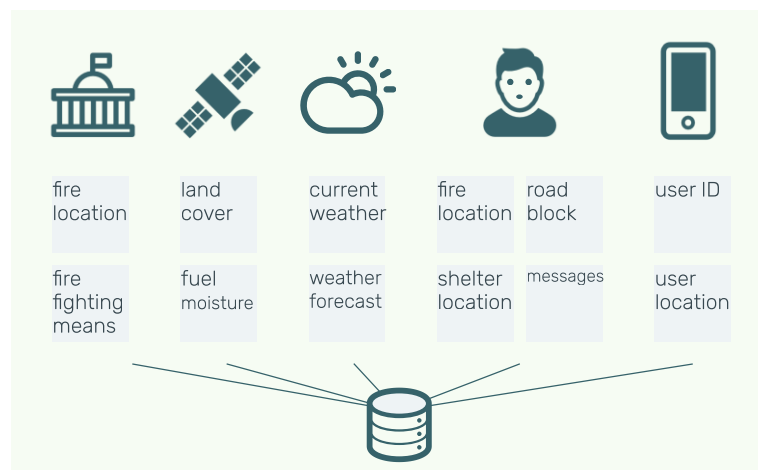 fire
location
land
cover
current
weather
fire
location
road
block
user ID
fire
fighting
means
fuel
moisture
weather
forecast
shelter
location
messages
user
location